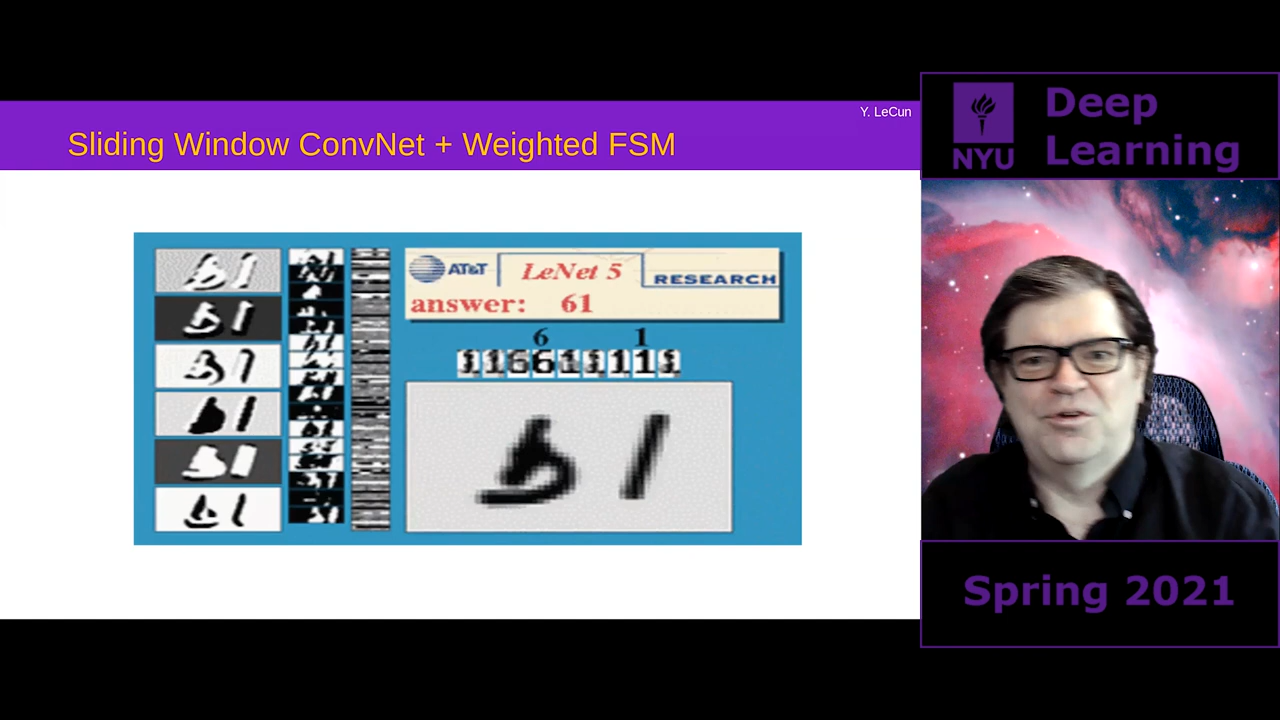 Y. LeCun
Sliding Window ConvNet + Weighted FSM
AT&T LeNet 5 RESEARCH
answer: 61
6 1
61
NYU
Deep
Learning
Spring 2021